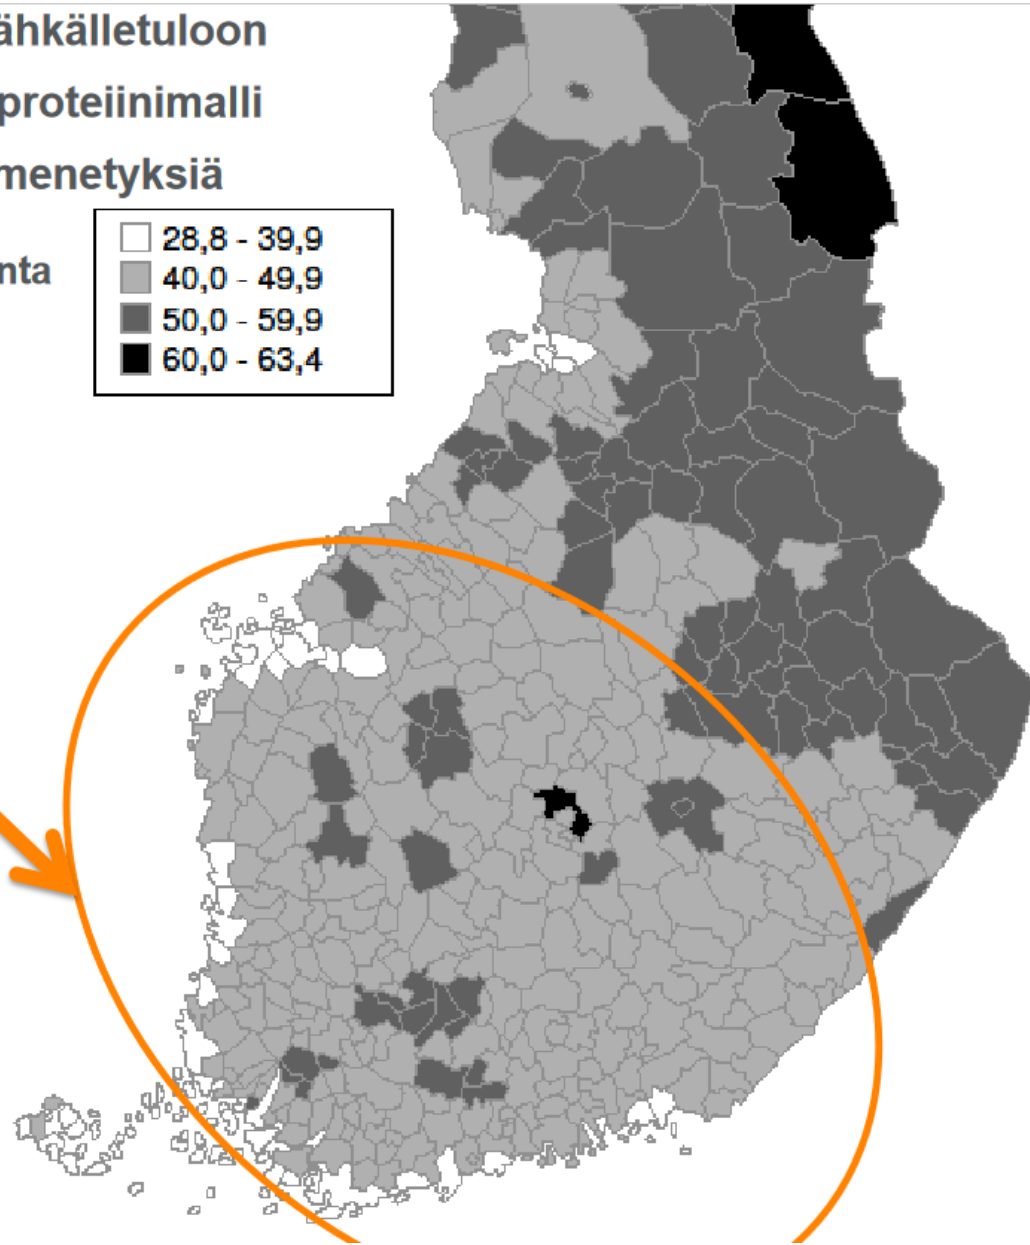 ähkälletuloon
proteiinimalli
menetyksiä
nta
28,8 - 39,9
40,0 - 49,9
50,0 - 59,9
60,0 - 63,4